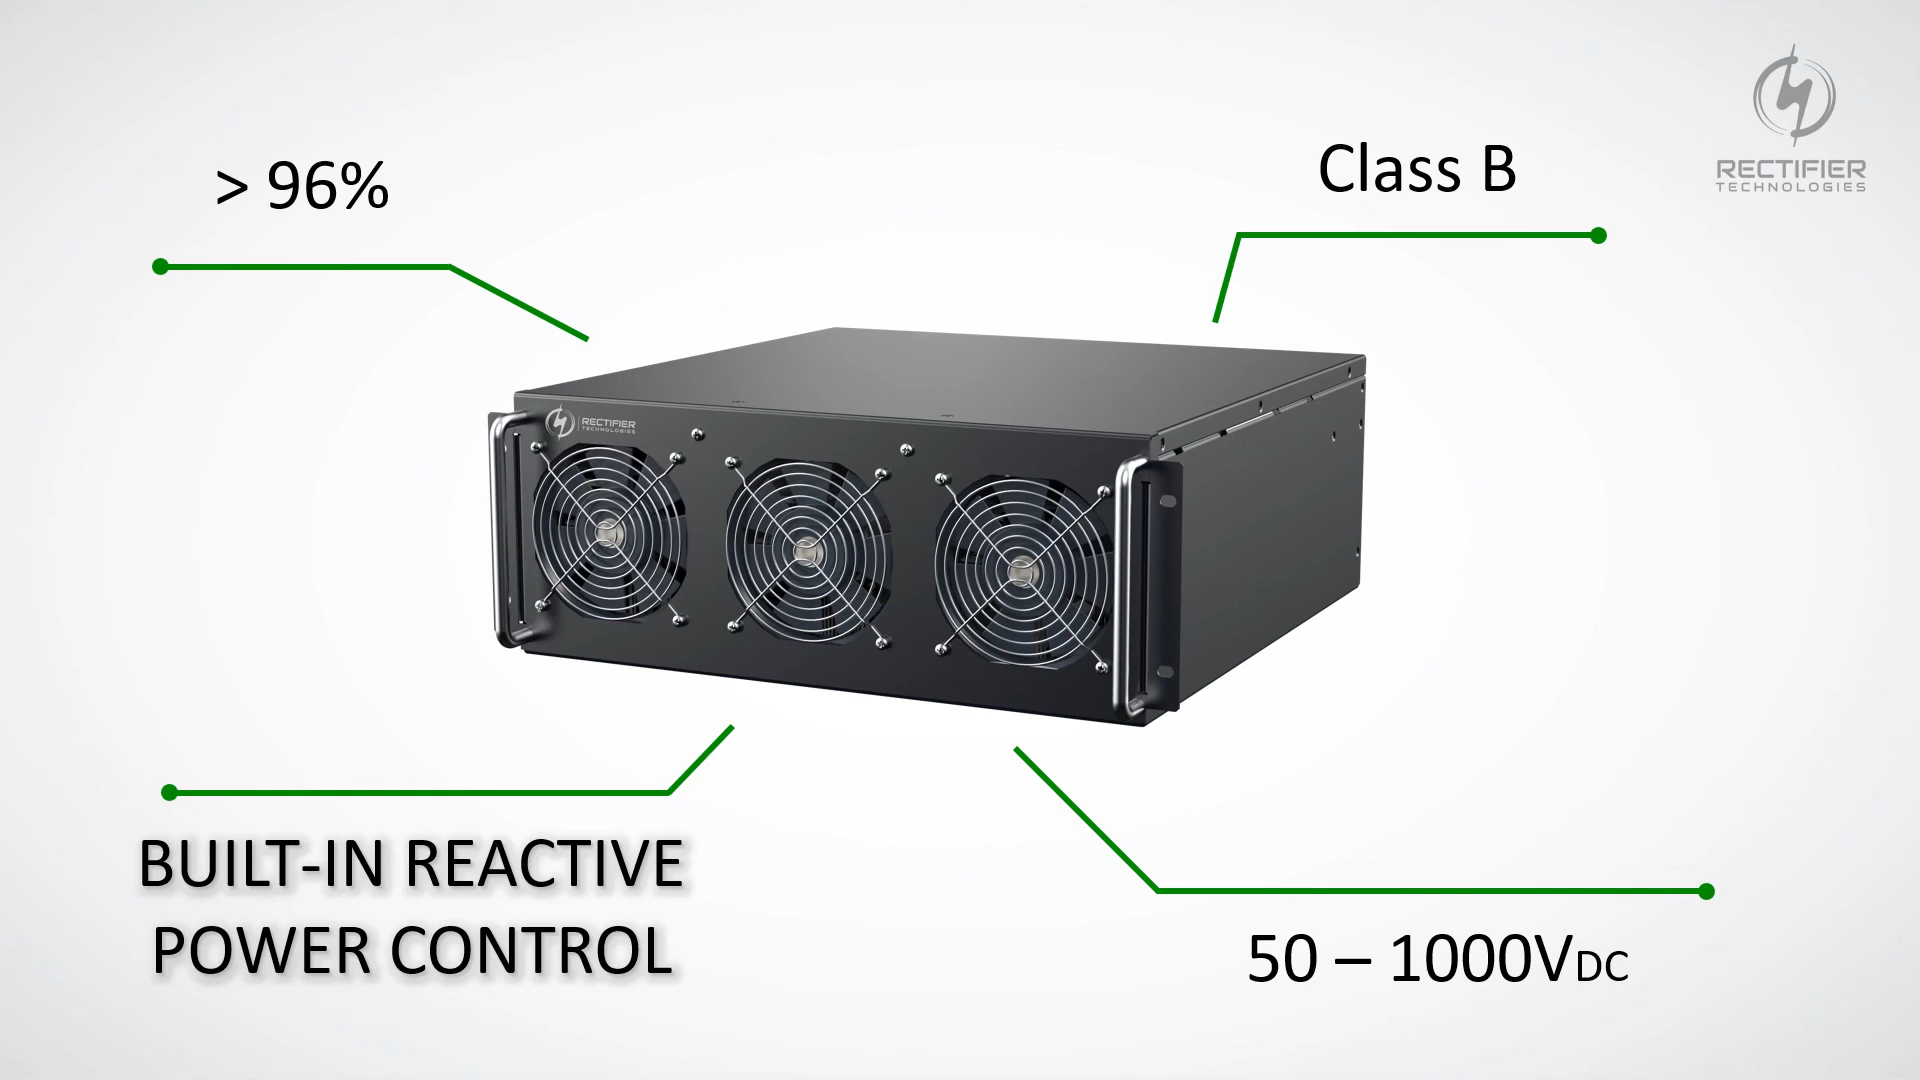 > 96%
Class B
RECTIFIER
TECHNOLOGIES
RECTIFIER
TECHNOLOGIES
BUILT-IN REACTIVE
POWER CONTROL
50 – 1000VDC